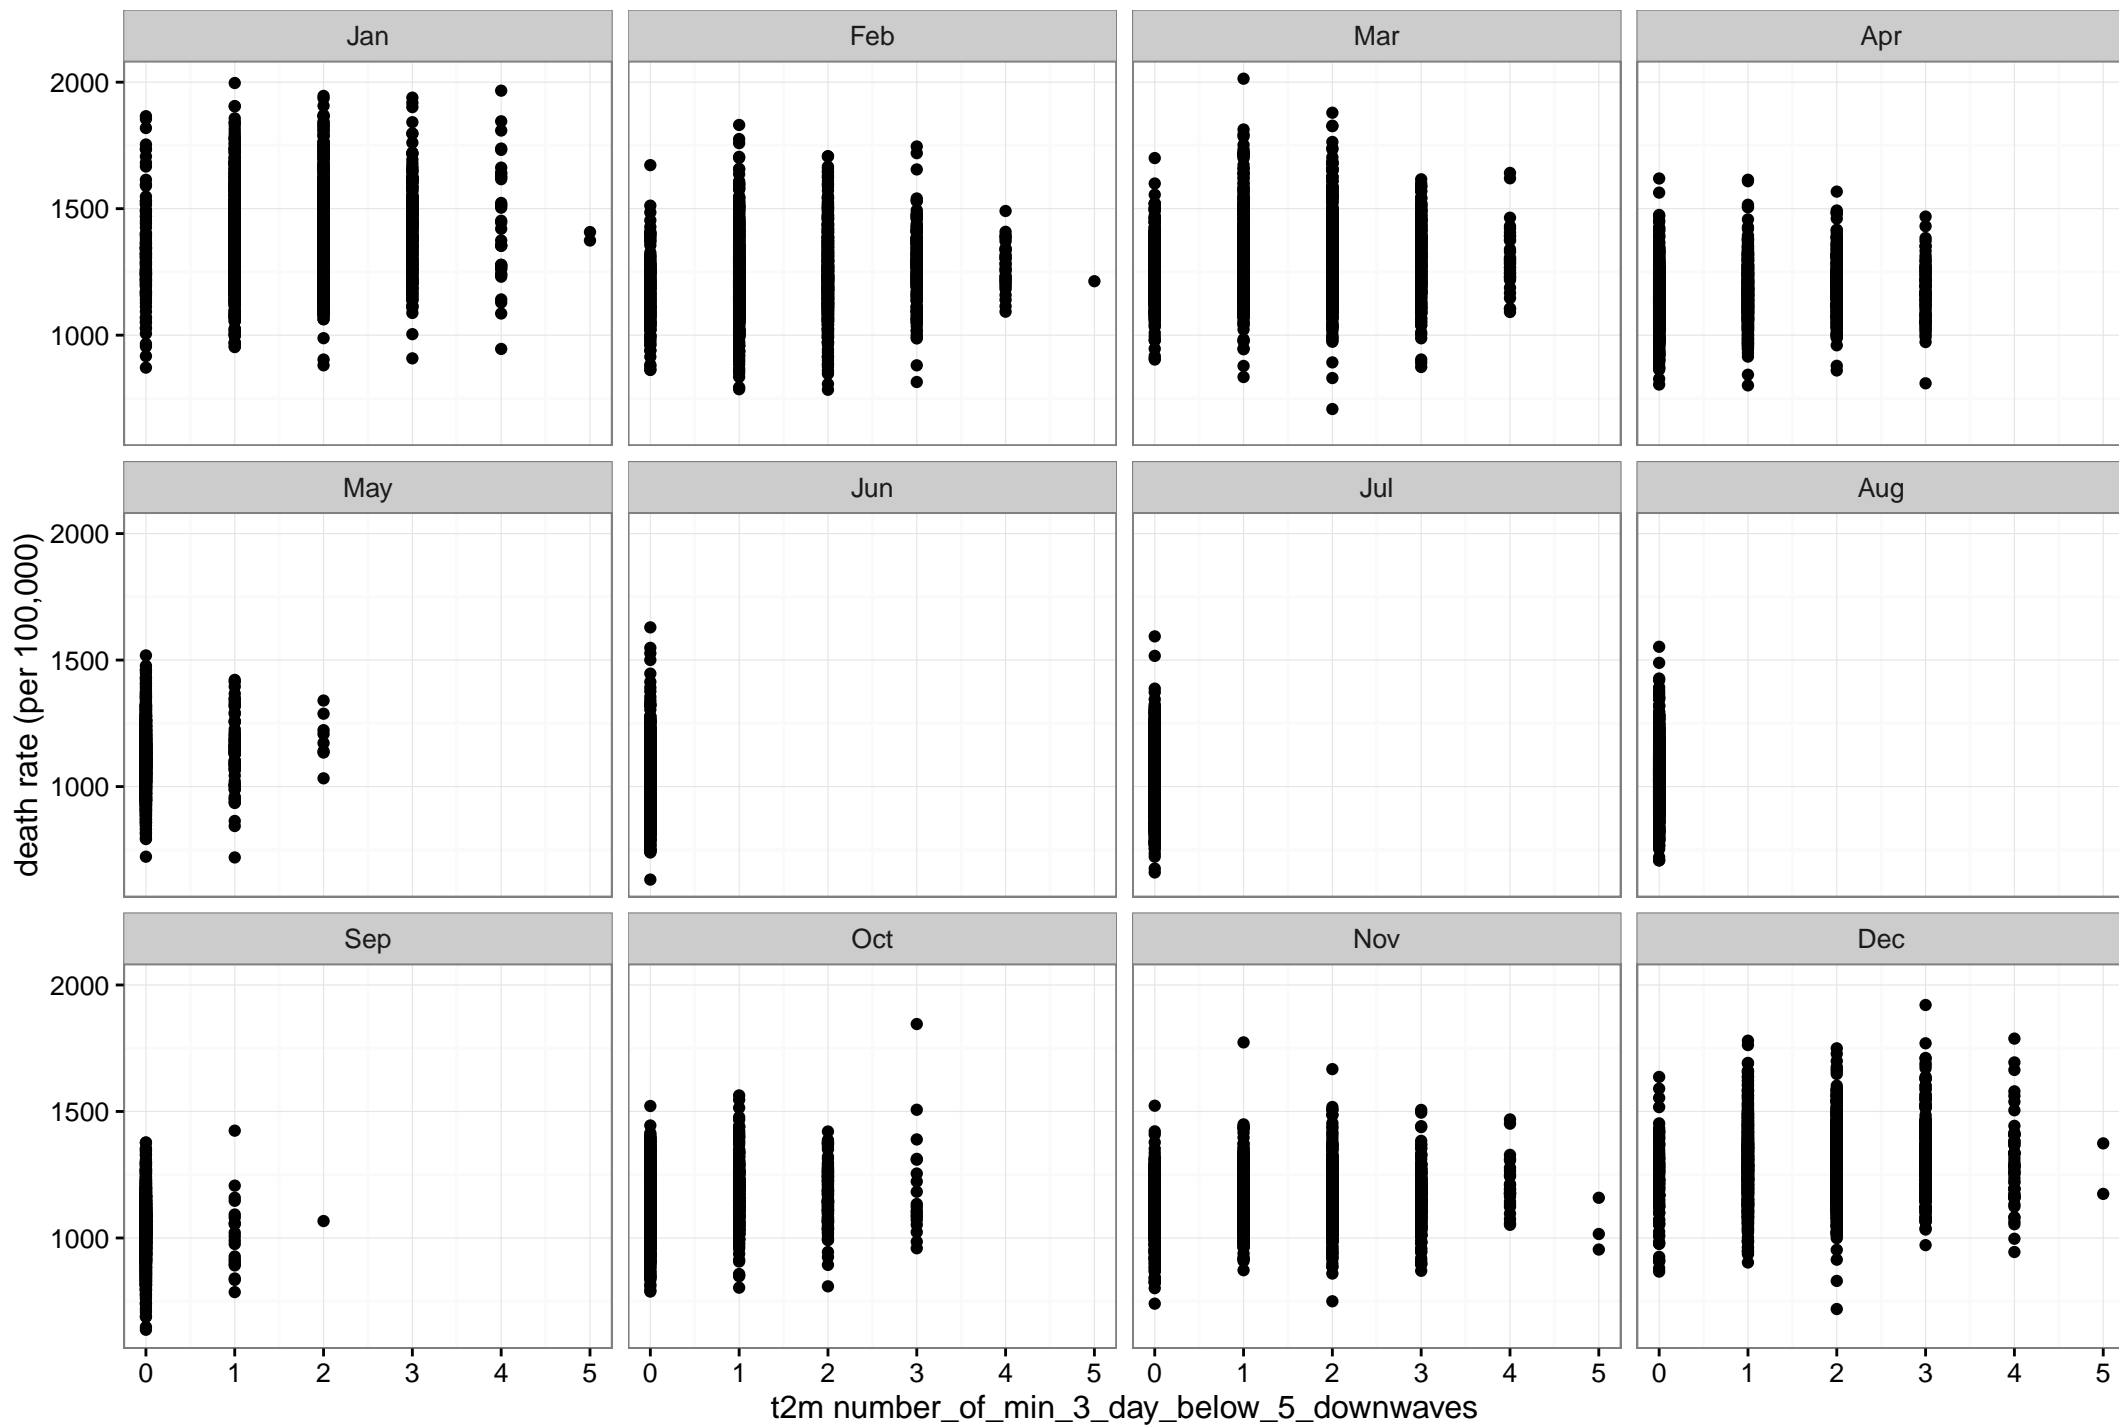 Jan Feb Mar Apr
2000
1500
1000
May Jun Jul Aug
2000
1500
1000
death rate (per 100,000)
Sep Oct Nov Dec
2000
1500
1000
0 1 2 3 4 5 0 1 2 3 4 5 0 1 2 3 4 5 0 1 2 3 4 5
t2m number_of_min_3_day_below_5_downwaves